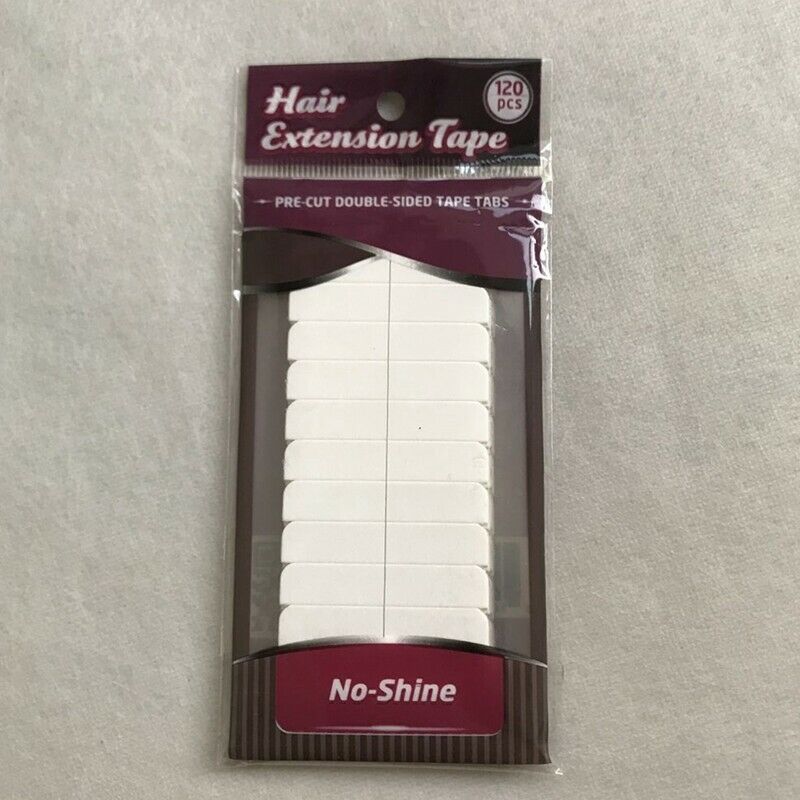 Hair
Extension Tape
120
pcs
PRE-CUT DOUBLE-SIDED TAPE TABS
No-Shine